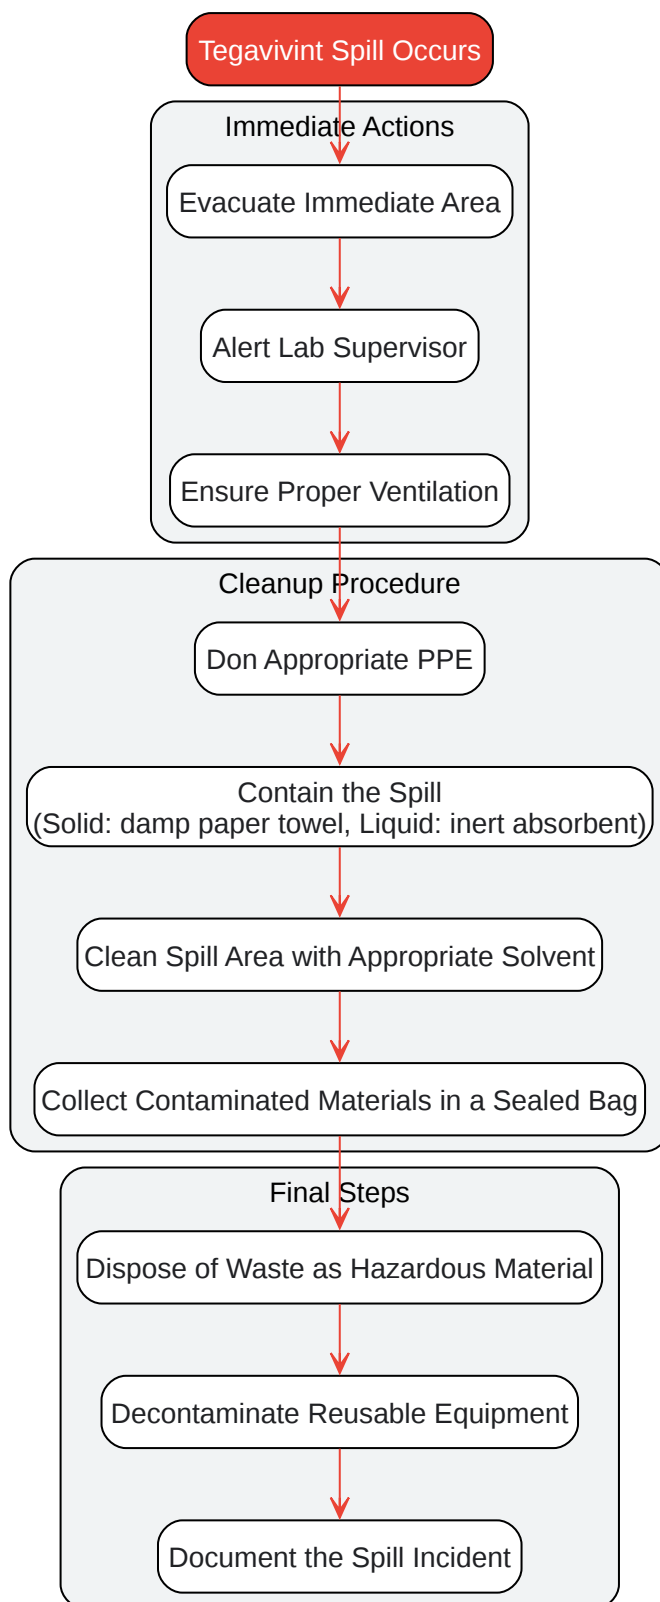 Tegavivint Spill Occurs
Immediate Actions
Evacuate Immediate Area
Alert Lab Supervisor
Ensure Proper Ventilation
Cleanup Procedure
Don Appropriate PPE
Contain the Spill
(Solid: damp paper towel, Liquid: inert absorbent)
Clean Spill Area with Appropriate Solvent
Collect Contaminated Materials in a Sealed Bag
Final Steps
Dispose of Waste as Hazardous Material
Decontaminate Reusable Equipment
Document the Spill Incident